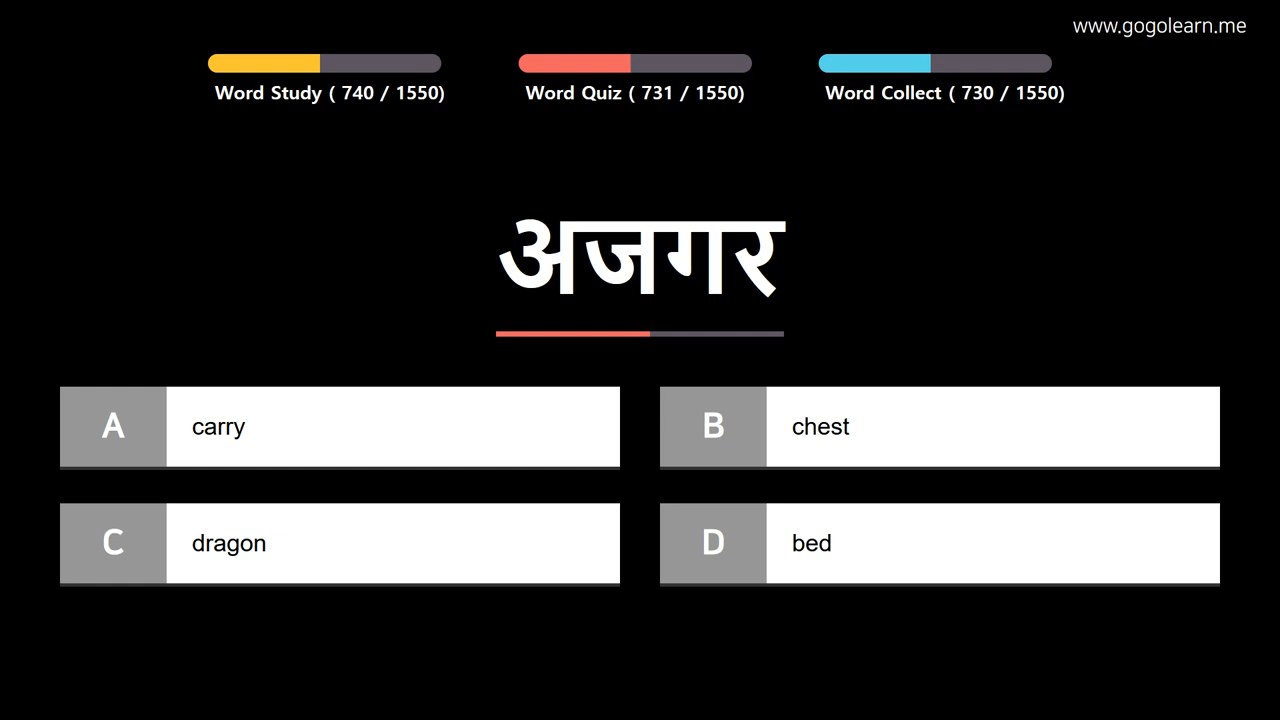 www.gogolearn.me
Word Study ( 740 / 1550)
Word Quiz ( 731 / 1550)
Word Collect ( 730 / 1550)
अजगर
A
carry
B
chest
C
dragon
D
bed